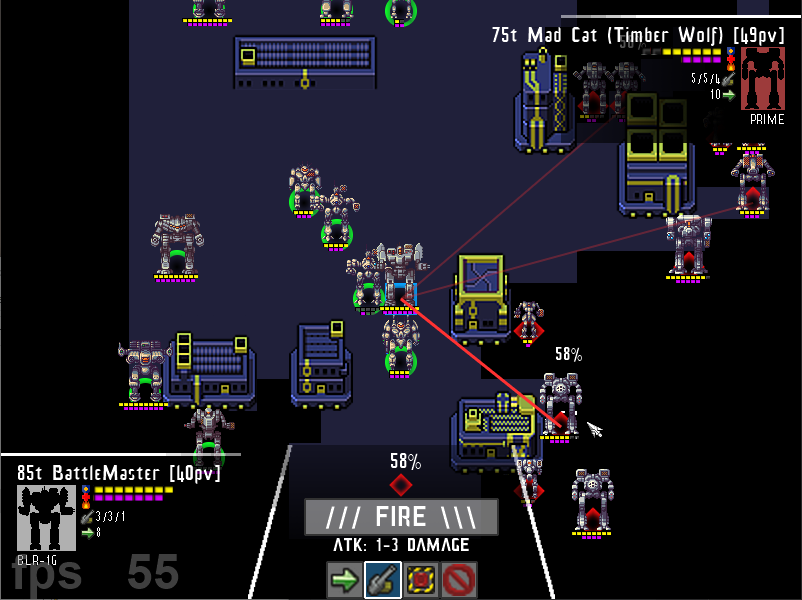 75t Mad Cat (Timber Wolf) [49pv]
5/5/4
10
PRIME
58%
58%
/// FIRE \\\
ATK: 1-3 DAMAGE
85t BattleMaster [40pv]
3/3/1
8
BLR-1G
fps 55